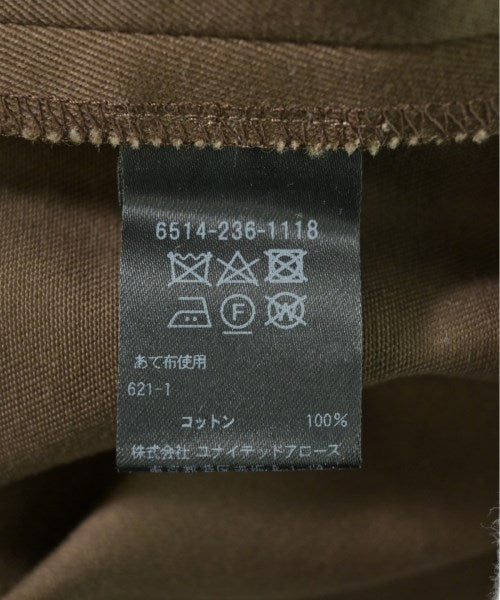 6514-236-1118
F W
あて布使用
621-1
コットン 100%
株式会社 ユナイテッドアローズ